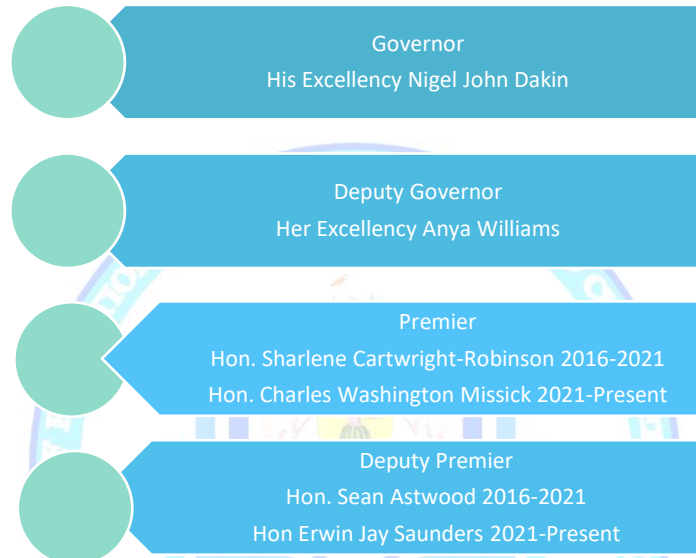 Governor
His Excellency Nigel John Dakin
Deputy Governor
Her Excellency Anya Williams
Premier
Hon. Sharlene Cartwright-Robinson 2016-2021
Hon. Charles Washington Missick 2021-Present
Deputy Premier
Hon. Sean Astwood 2016-2021
Hon Erwin Jay Saunders 2021-Present